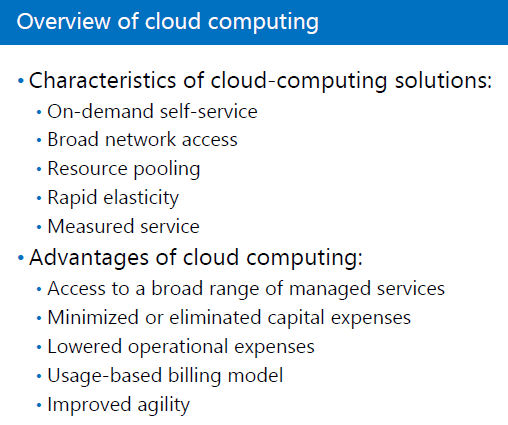 Overview of cloud computing
• Characteristics of cloud-computing solutions:
• On-demand self-service
• Broad network access
• Resource pooling
• Rapid elasticity
• Measured service
• Advantages of cloud computing:
• Access to a broad range of managed services
• Minimized or eliminated capital expenses
• Lowered operational expenses
• Usage-based billing model
• Improved agility